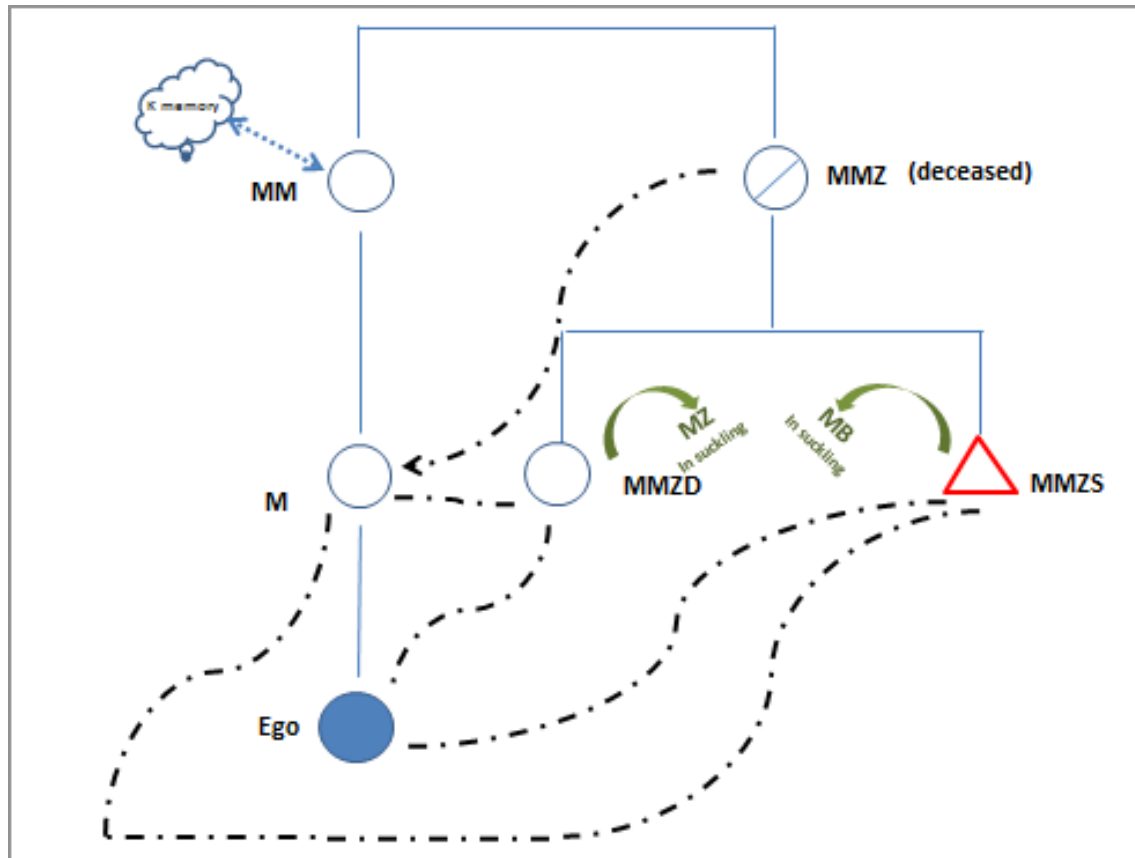 K memory
MM
MMZ (deceased)
MZ
In suckling
MB
In suckling
M
MMZD
MMZS
Ego